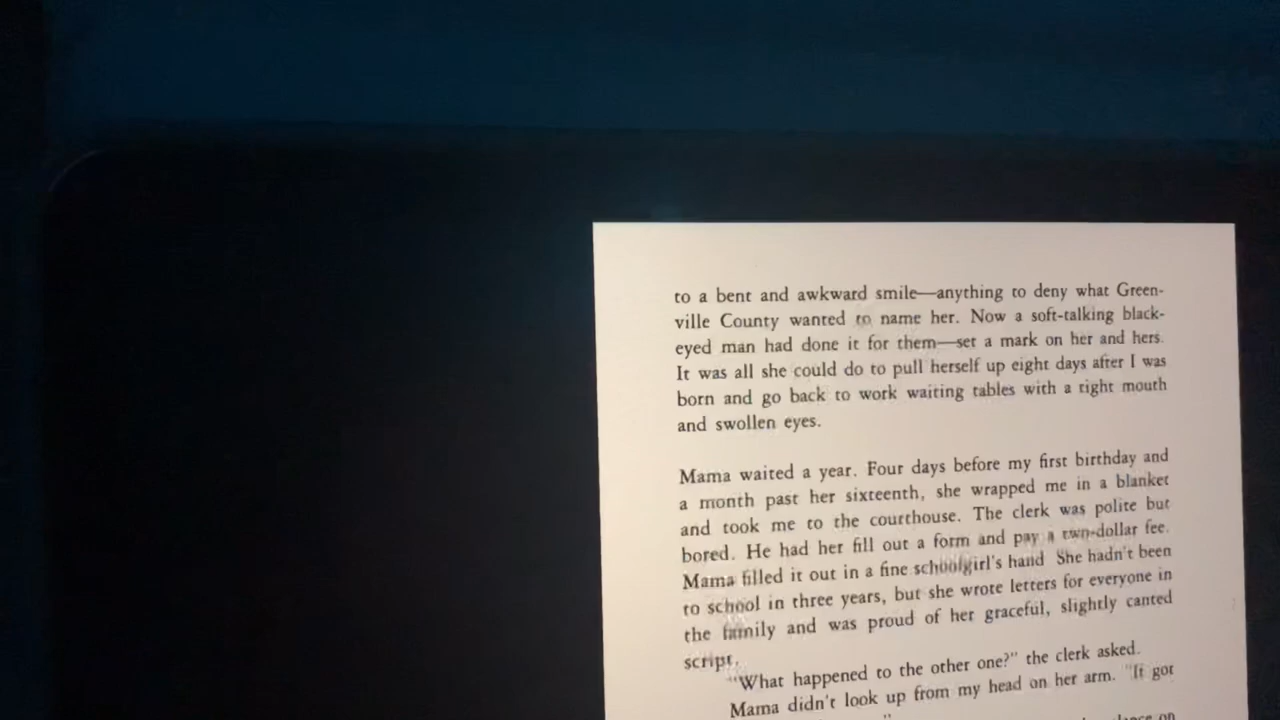 to a bent and awkward smile—anything to deny what Green-
ville County wanted to name her. Now a soft-talking black-
eyed man had done it for them—set a mark on her and hers.
It was all she could do to pull herself up eight days after I was
born and go back to work waiting tables with a tight mouth
and swollen eyes.
Mama waited a year. Four days before my first birthday and
a month past her sixteenth, she wrapped me in a blanket
and took me to the courthouse. The clerk was polite but
bored. He had her fill out a form and pay a two-dollar fee.
Mama filled it out in a fine schoolgirl's hand She hadn't been
to school in three years, but she wrote letters for everyone in
the family and was proud of her graceful, slightly canted
script.
"What happened to the other one?" the clerk asked.
Mama didn't look up from my head on her arm. "It got